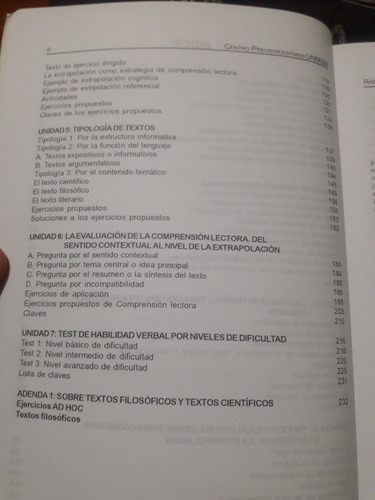 6
CENTRO PREUNIVERSITARIO UNMSM
Texto de ejercicio dirigido
La extrapolación como estrategia de comprensión lectora
Ejemplo de extrapolación cognitiva
Ejemplo de extrpolación referencial
Actividades
Ejercicios propuestos
Claves de los ejercicios propuestos
UNIDAD 5: TIPOLOGÍA DE TEXTOS
Tipología 1: Por la estructura informativa
Tipología 2: Por la función del lenguaje
A. Textos expositivos o informativos
B. Textos argumentativos
Tipología 3: Por el contenido temático
El texto científico
El texto filosófico
El texto literario
Ejercicios propuestos
Soluciones a los ejercicios propuestos
UNIDAD 6: LA EVALUACIÓN DE LA COMPRENSIÓN LECTORA. DEL
SENTIDO CONTEXTUAL AL NIVEL DE LA EXTRAPOLACIÓN
A. Pregunta por el sentido contextual
B. Pregunta por tema central o idea principal 184
C. Pregunta por el resumen o la síntesis del texto 184
D. Pregunta por incompatibilidad 185
Ejercicios de aplicación 186
Ejercicios propuestos de Comprensión lectora 188
Claves 203
215
UNIDAD 7: TEST DE HABILIDAD VERBAL POR NIVELES DE DIFICULTAD 216
Test 1: Nivel básico de dificultad 216
Test 2: Nivel intermedio de dificultad 220
Test 3: Nivel avanzado de dificultad 225
Lista de claves 231
ADENDA 1: SOBRE TEXTOS FILOSÓFICOS Y TEXTOS CIENTÍFICOS 232
Ejercicios AD HOC
Textos filosóficos